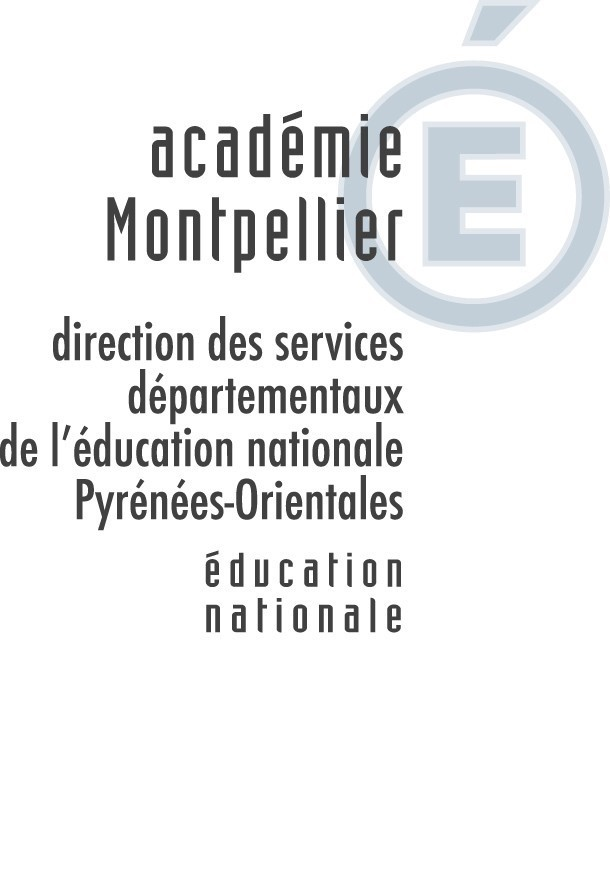 É
académie
Montpellier
direction des services
départementaux
de l’éducation nationale
Pyrénées-Orientales
éducation
nationale